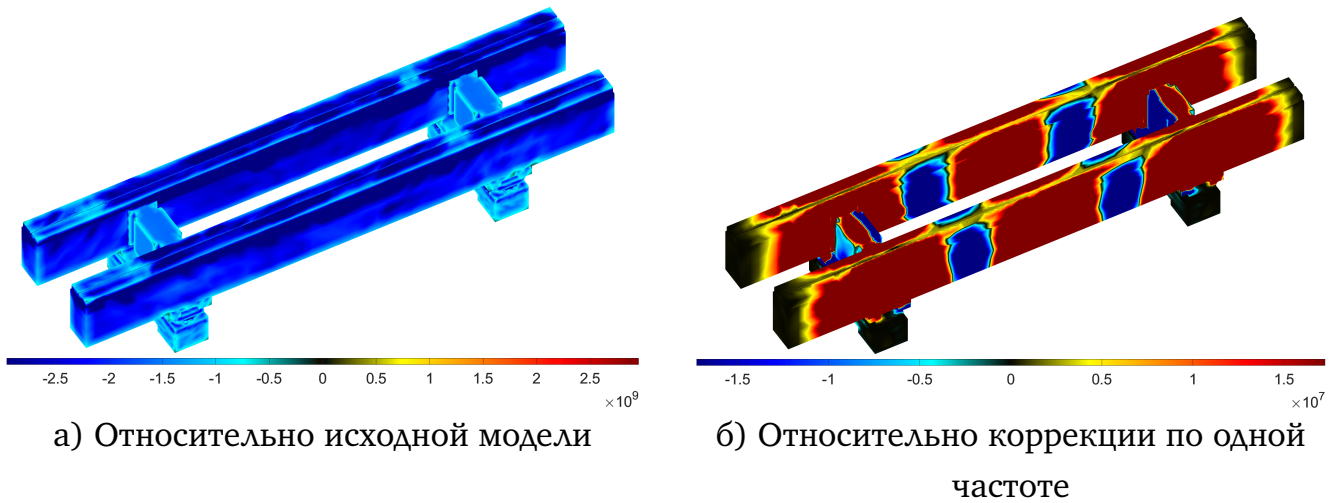 -2.5 -2 -1.5 -1 -0.5 0 0.5 1 1.5 2 2.5
×10⁹
а) Относительно исходной модели
-1.5 -1 -0.5 0 0.5 1 1.5
×10⁷
б) Относительно коррекции по одной
частоте